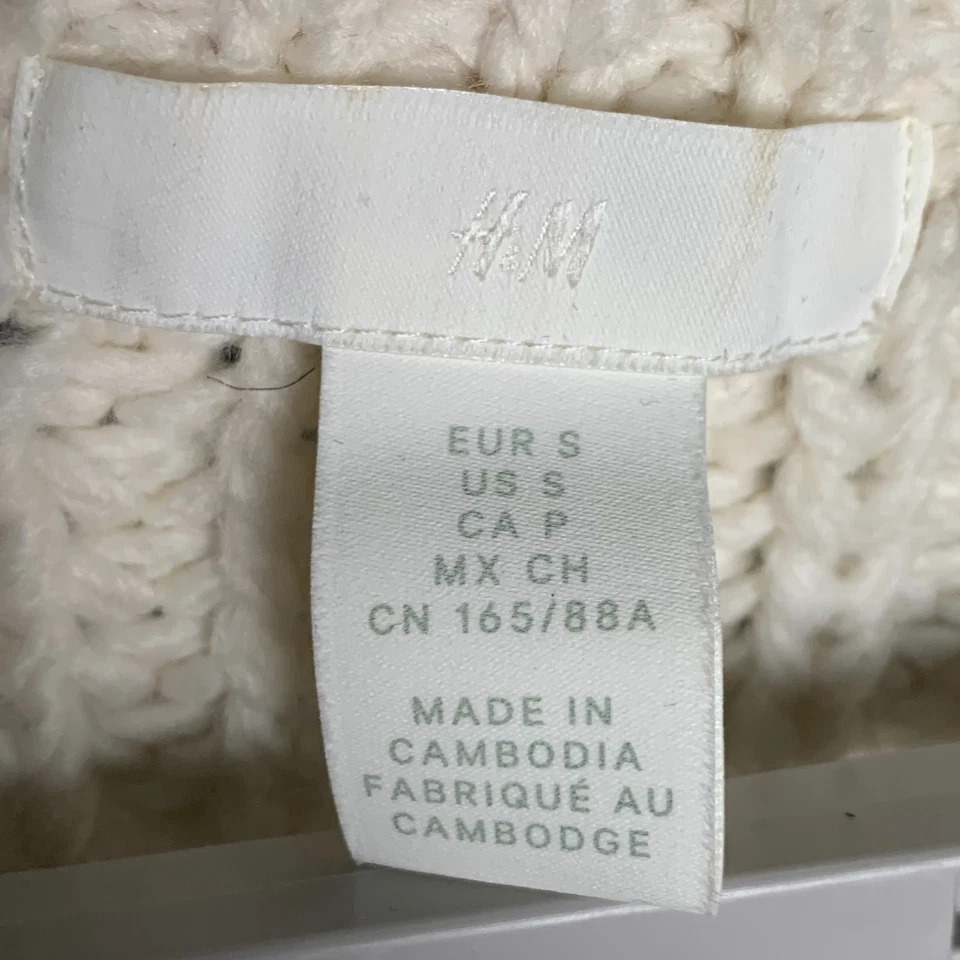 H&M
EUR S
US S
CA P
MX CH
CN 165/88A
MADE IN
CAMBODIA
FABRIQUÉ AU
CAMBODGE